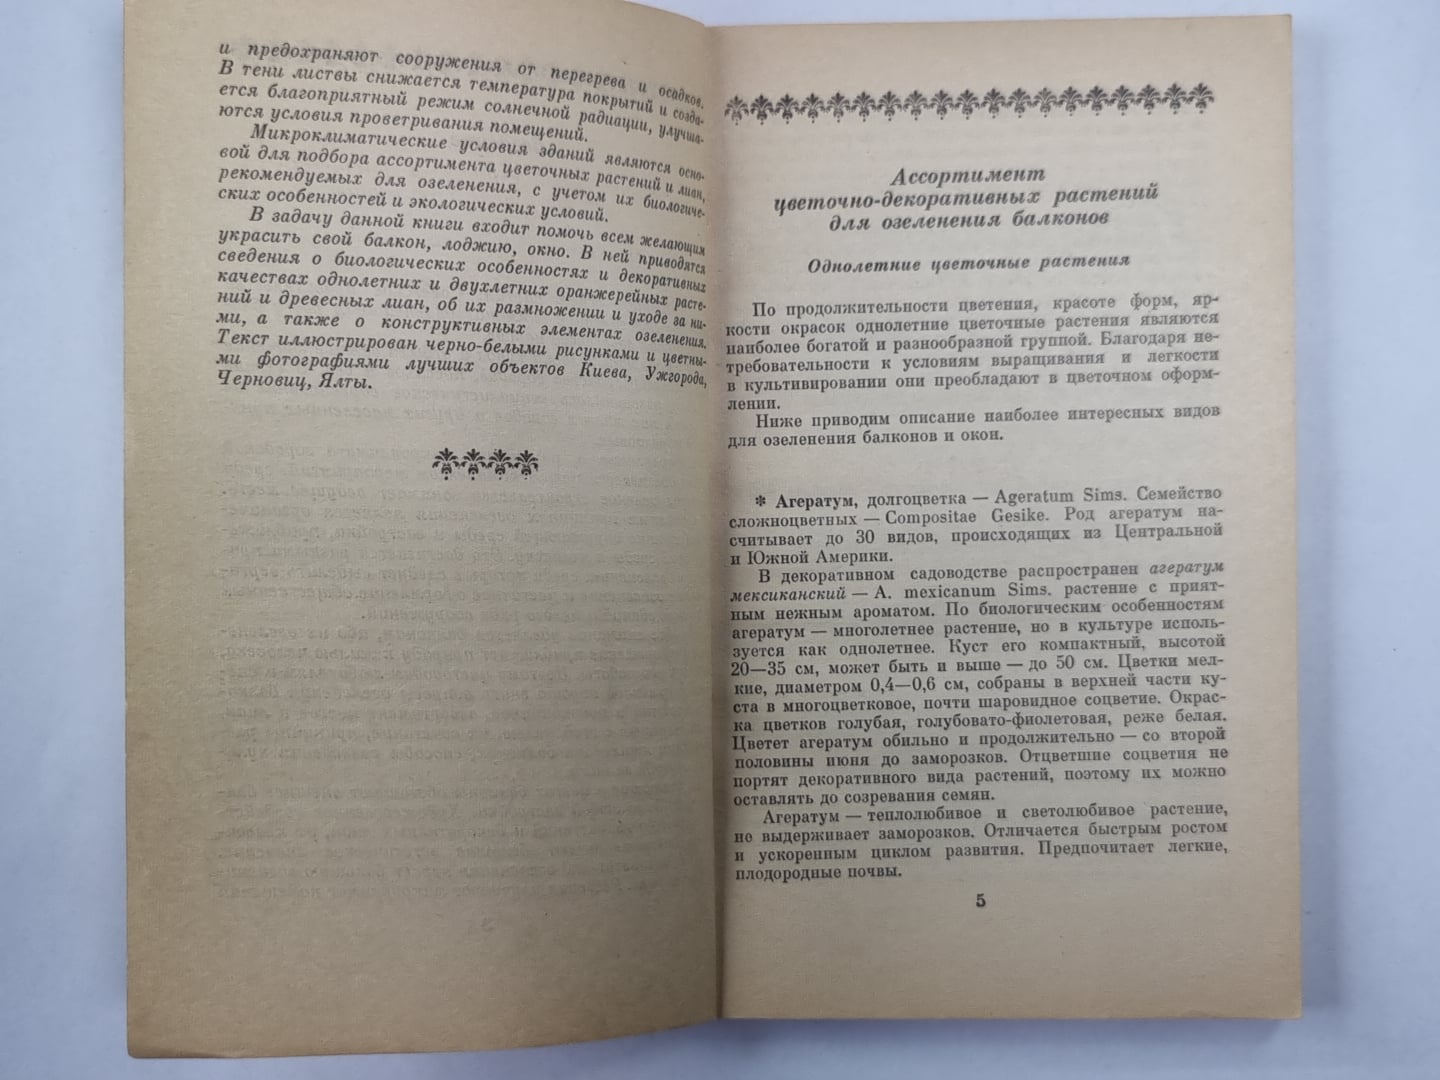 и предохраняют сооружения от перегрева и осадков.
В тени листвы снижается температура покрытий и созда-
ется благоприятный режим солнечной радиации, улучша-
ются условия проветривания помещений.
Микроклиматические условия зданий являются осно-
вой для подбора ассортимента цветочных растений и лиан,
рекомендуемых для озеленения, с учетом их биологиче-
ских особенностей и экологических условий.
В задачу данной книги входит помочь всем желающим
украсить свой балкон, лоджию, окно. В ней приводятся
сведения о биологических особенностях и декоративных
качествах однолетних и двухлетних оранжерейных расте-
ний и древесных лиан, об их размножении и уходе за ни-
ми, а также о конструктивных элементах озеленения.
Текст иллюстрирован черно-белыми рисунками и цветны-
ми фотографиями лучших объектов Киева, Ужгорода,
Черновиц, Ялты.
Ассортимент
цветочно-декоративных растений
для озеленения балконов
Однолетние цветочные растения
По продолжительности цветения, красоте форм, яр-
кости окрасок однолетние цветочные растения являются
наиболее богатой и разнообразной группой. Благодаря не-
требовательности к условиям выращивания и легкости
в культивировании они преобладают в цветочном оформ-
лении.
Ниже приводим описание наиболее интересных видов
для озеленения балконов и окон.
* Агератум, долгоцветка — Ageratum Sims. Семейство
сложноцветных — Compositae Gesike. Род агератум на-
считывает до 30 видов, происходящих из Центральной
и Южной Америки.
В декоративном садоводстве распространен агератум
мексиканский — A. mexicanum Sims. растение с прият-
ным нежным ароматом. По биологическим особенностям
агератум — многолетнее растение, но в культуре исполь-
зуется как однолетнее. Куст его компактный, высотой
20—35 см, может быть и выше — до 50 см. Цветки мел-
кие, диаметром 0,4—0,6 см, собраны в верхней части ку-
ста в многоцветковое, почти шаровидное соцветие. Окрас-
ка цветков голубая, голубовато-фиолетовая, реже белая.
Цветет агератум обильно и продолжительно — со второй
половины июня до заморозков. Отцветшие соцветия не
портят декоративного вида растений, поэтому их можно
оставлять до созревания семян.
Агератум — теплолюбивое и светолюбивое растение,
не выдерживает заморозков. Отличается быстрым ростом
и ускоренным циклом развития. Предпочитает легкие,
плодородные почвы.
5